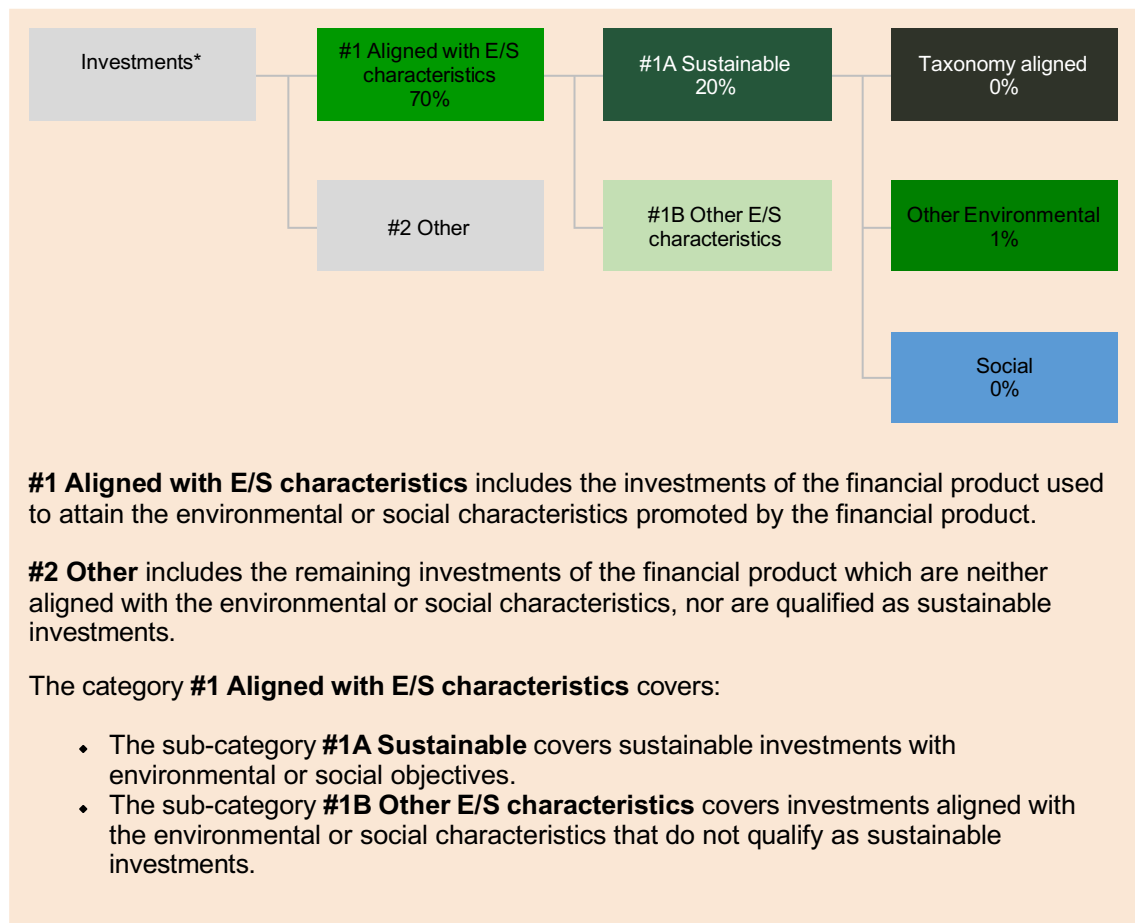 Investments*
#1 Aligned with E/S
characteristics
70%
#1A Sustainable
20%
Taxonomy aligned
0%
#2 Other
#1B Other E/S
characteristics
Other Environmental
1%
Social
0%
#1 Aligned with E/S characteristics includes the investments of the financial product used
to attain the environmental or social characteristics promoted by the financial product.
#2 Other includes the remaining investments of the financial product which are neither
aligned with the environmental or social characteristics, nor are qualified as sustainable
investments.
The category #1 Aligned with E/S characteristics covers:
• The sub-category #1A Sustainable covers sustainable investments with
environmental or social objectives.
• The sub-category #1B Other E/S characteristics covers investments aligned with
the environmental or social characteristics that do not qualify as sustainable
investments.